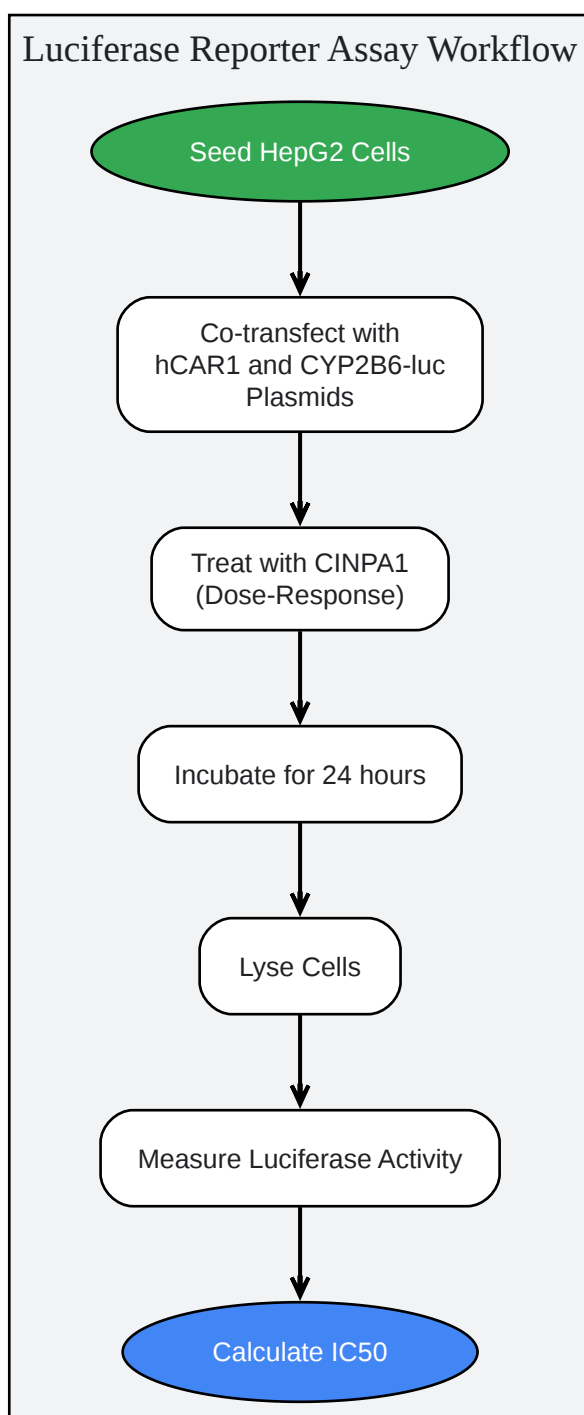 Luciferase Reporter Assay Workflow
Seed HepG2 Cells
Co-transfect with
hCAR1 and CYP2B6-luc
Plasmids
Treat with CINPA1
(Dose-Response)
Incubate for 24 hours
Lyse Cells
Measure Luciferase Activity
Calculate IC50